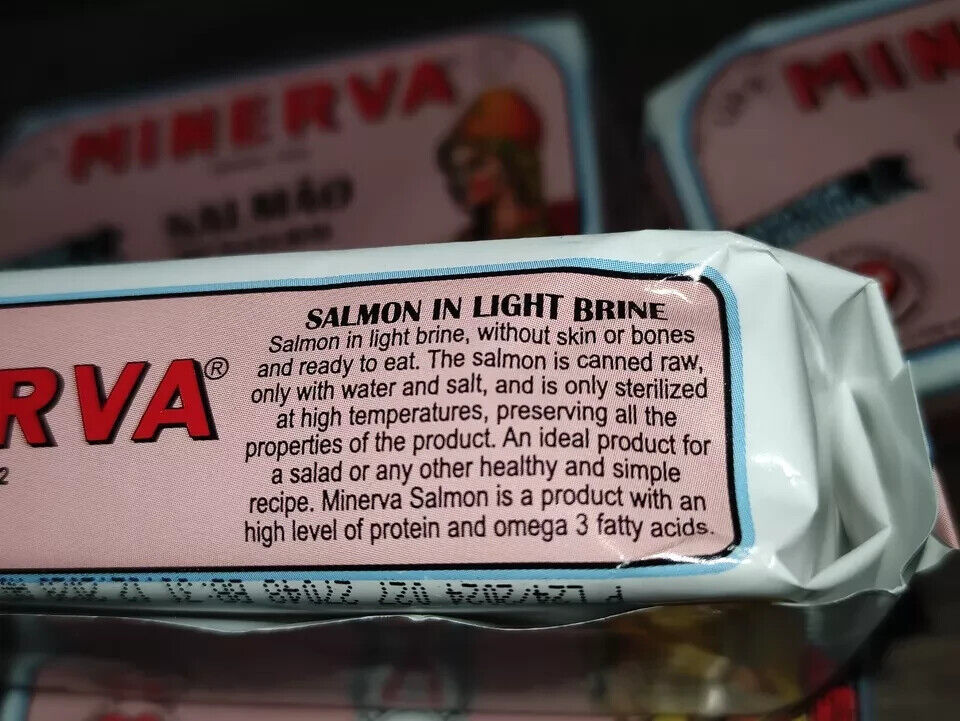 MINERVA
SALMÃO
MIN
SALMON IN LIGHT BRINE
Salmon in light brine, without skin or bones
and ready to eat. The salmon is canned raw,
only with water and salt, and is only sterilized
at high temperatures, preserving all the
properties of the product. An ideal product for
a salad or any other healthy and simple
recipe. Minerva Salmon is a product with an
high level of protein and omega 3 fatty acids.
RVA®
2